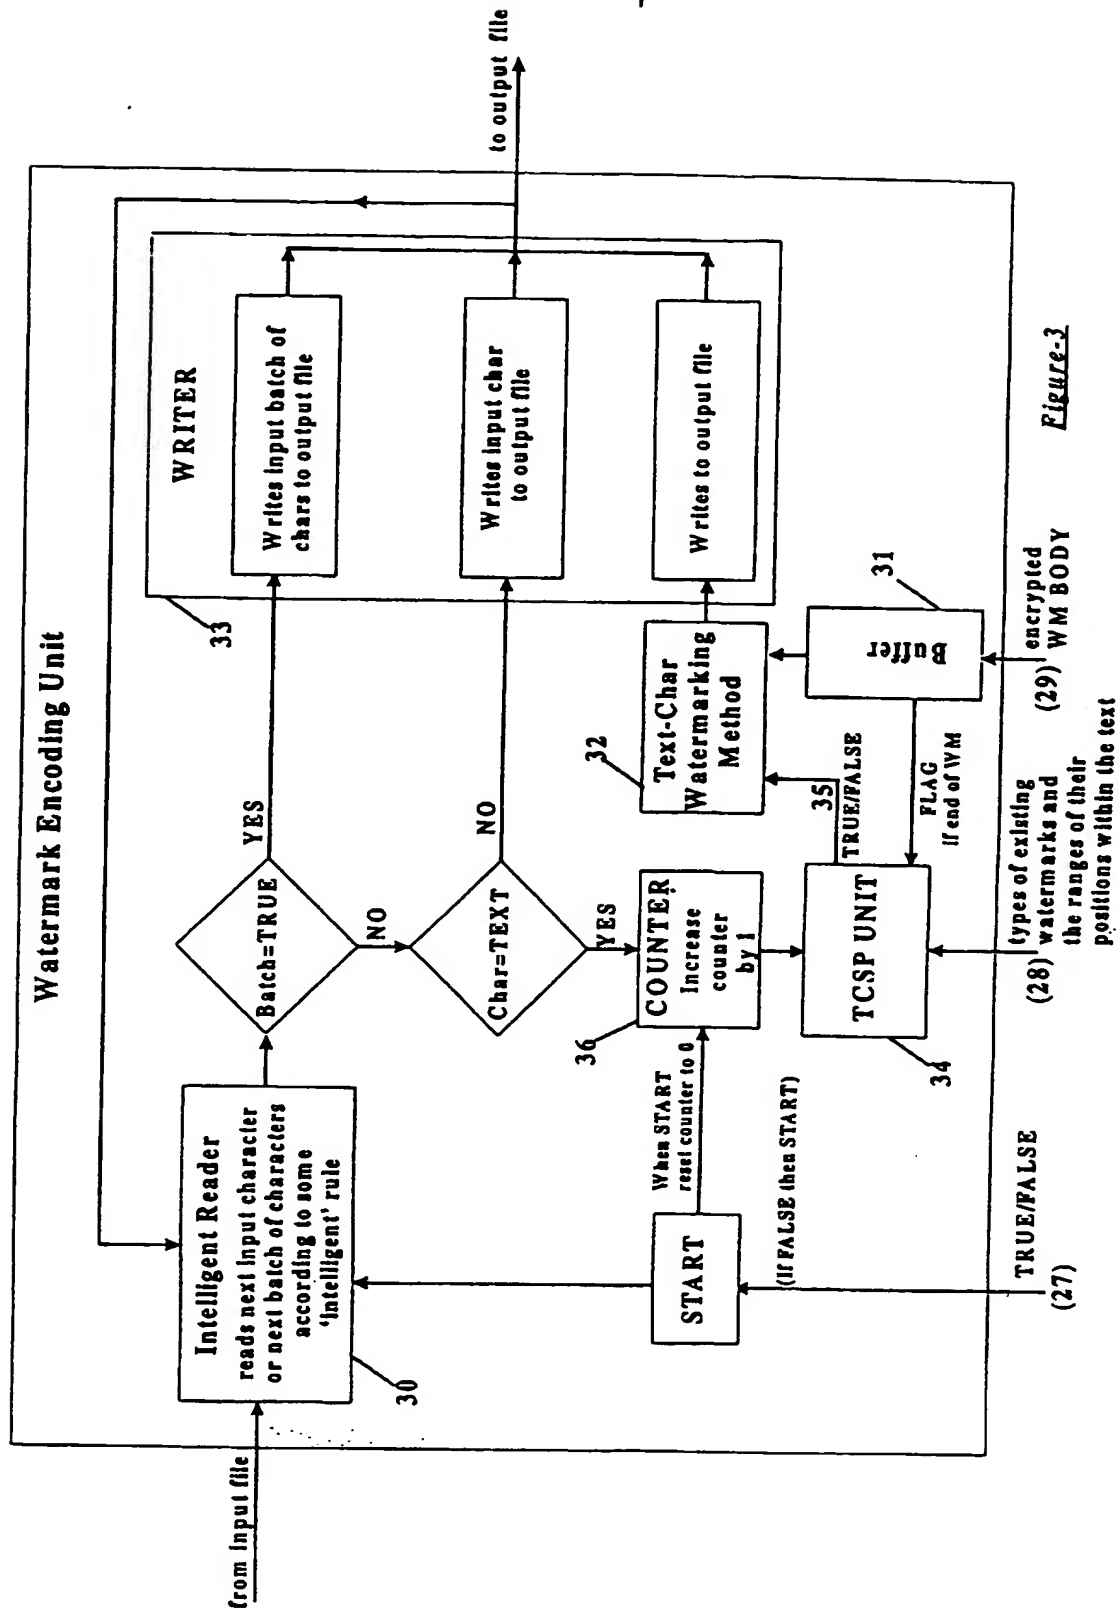 Watermark Encoding Unit
from input file
Intelligent Reader
reads next input character
or next batch of characters
according to some
'intelligent' rule
30
Batch=TRUE
YES
NO
Char=TEXT
NO
YES
33
WRITER
Writes input batch of
chars to output file
Writes input char
to output file
Writes to output file
to output file
START
When START
reset counter to 0
(if FALSE then START)
TRUE/FALSE
(27)
36
COUNTER
Increase
counter
by 1
32
Text-Char
Watermarking
Method
35
TRUE/FALSE
TCSP UNIT
34
FLAG
if end of WM
Buffer
31
(28) types of existing
watermarks and
the ranges of their
positions within the text
(29) encrypted
WM BODY
Figure-3